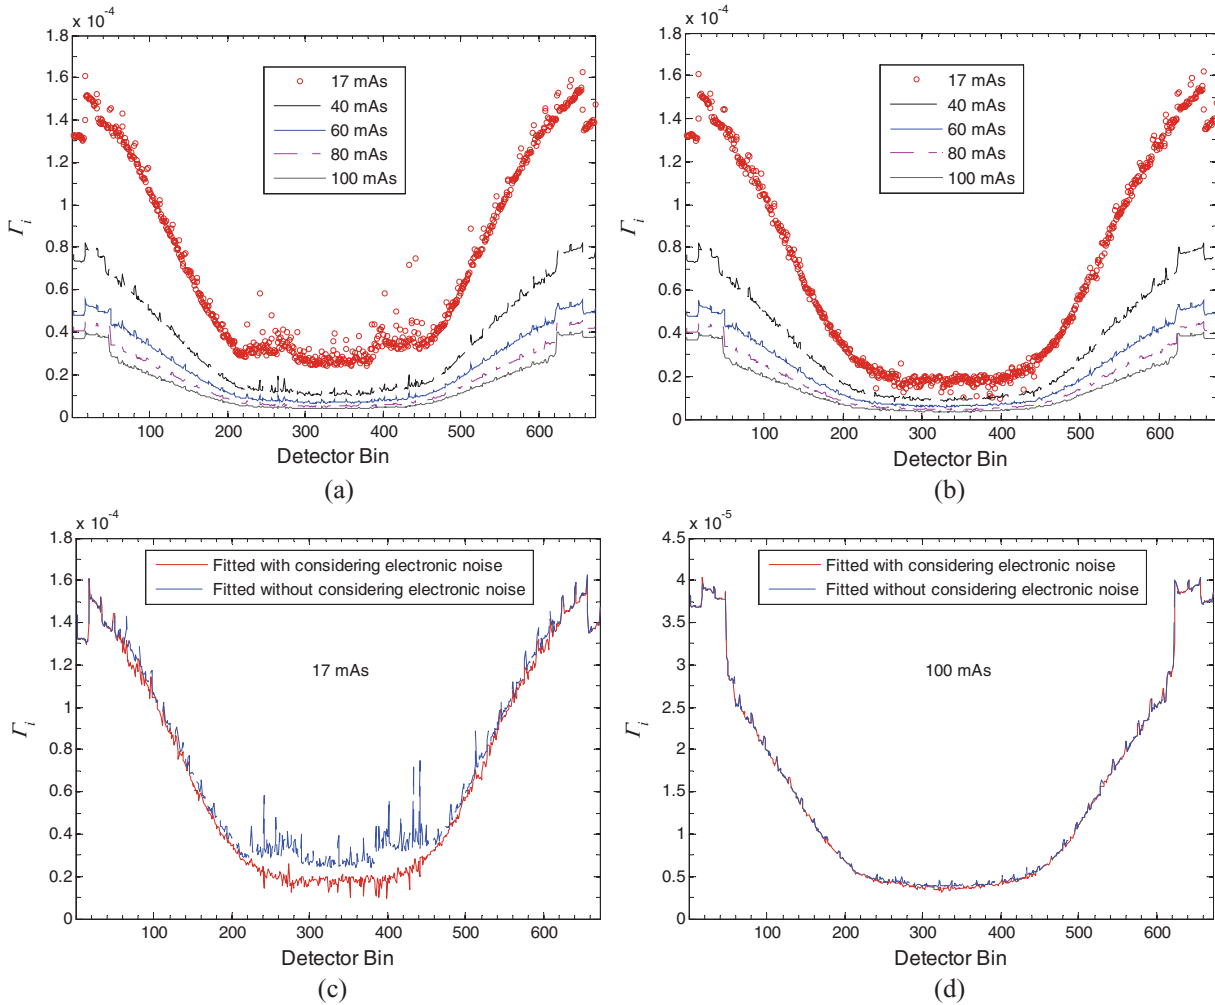 x 10-4
1.8
1.6
1.4
1.2
1
0.8
0.6
0.4
0.2
0
Γi
17 mAs
40 mAs
60 mAs
80 mAs
100 mAs
100 200 300 400 500 600
Detector Bin
(a)
x 10-4
1.8
1.6
1.4
1.2
1
0.8
0.6
0.4
0.2
0
Γi
17 mAs
40 mAs
60 mAs
80 mAs
100 mAs
100 200 300 400 500 600
Detector Bin
(b)
x 10-4
1.8
1.6
1.4
1.2
1
0.8
0.6
0.4
0.2
0
Γi
Fitted with considering electronic noise
Fitted without considering electronic noise
17 mAs
100 200 300 400 500 600
Detector Bin
(c)
x 10-5
4.5
4
3.5
3
2.5
2
1.5
1
0.5
0
Γi
Fitted with considering electronic noise
Fitted without considering electronic noise
100 mAs
100 200 300 400 500 600
Detector Bin
(d)